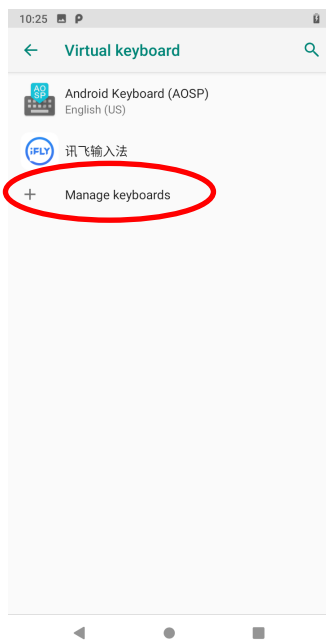 10:25
Virtual keyboard
AO
SP
Android Keyboard (AOSP)
English (US)
iFLY
讯飞输入法
Manage keyboards